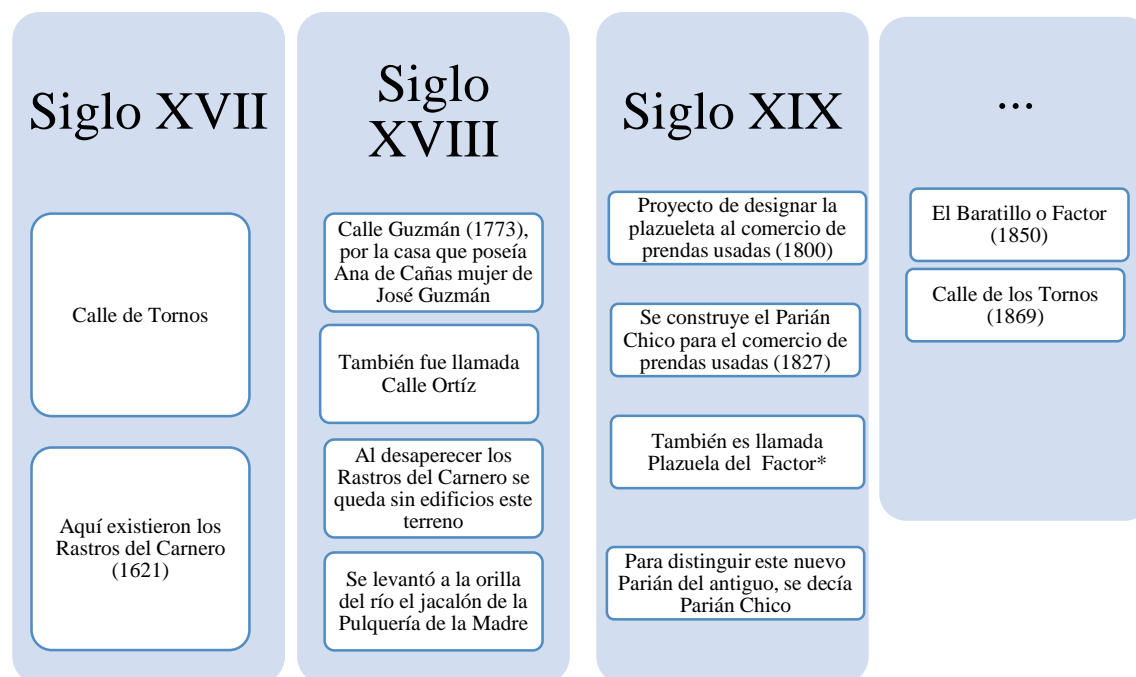 Siglo XVII
Calle de Tornos
Aquí existieron los
Rastros del Carnero
(1621)
Siglo
XVIII
Calle Guzmán (1773),
por la casa que poseía
Ana de Cañas mujer de
José Guzmán
También fue llamada
Calle Ortíz
Al desaperecer los
Rastros del Carnero se
queda sin edificios este
terreno
Se levantó a la orilla
del río el jacalón de la
Pulquería de la Madre
Siglo XIX
Proyecto de designar la
plazueleta al comercio de
prendas usadas (1800)
Se construye el Parián
Chico para el comercio de
prendas usadas (1827)
También es llamada
Plazuela del Factor*
Para distinguir este nuevo
Parián del antiguo, se decía
Parián Chico
...
El Baratillo o Factor
(1850)
Calle de los Tornos
(1869)